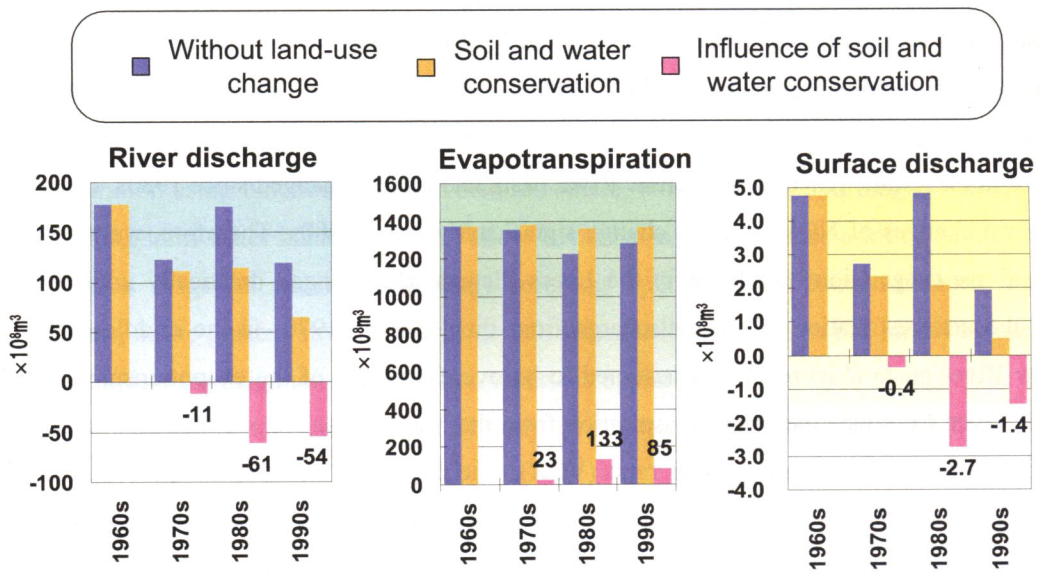 Without land-use
change
Soil and water
conservation
Influence of soil and
water conservation
River discharge
200
150
100
50
0
-50
-100
×10⁸m³
-11
-61
-54
1960s
1970s
1980s
1990s
Evapotranspiration
1600
1400
1200
1000
800
600
400
200
0
×10⁸m³
23
133
85
1960s
1970s
1980s
1990s
Surface discharge
5.0
4.0
3.0
2.0
1.0
0.0
-1.0
-2.0
-3.0
-4.0
×10⁸m³
-0.4
-2.7
-1.4
1960s
1970s
1980s
1990s